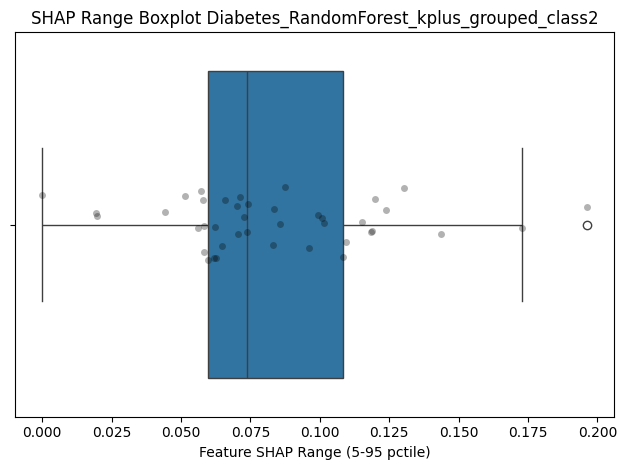 SHAP Range Boxplot Diabetes_RandomForest_kplus_grouped_class2
0.000 0.025 0.050 0.075 0.100 0.125 0.150 0.175 0.200
Feature SHAP Range (5-95 pctile)